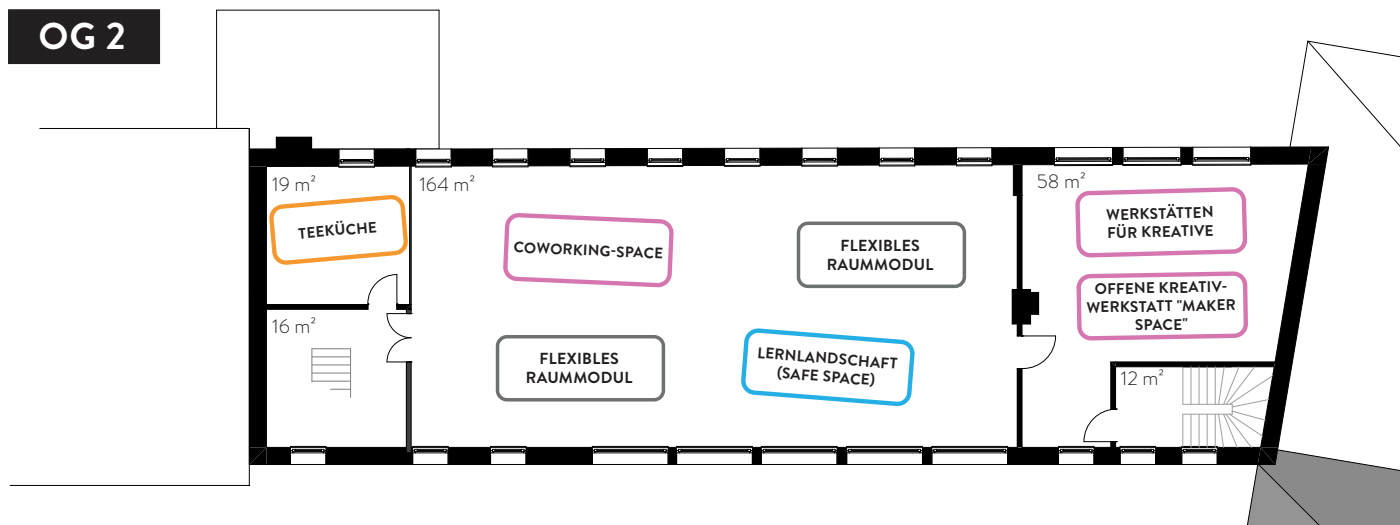 OG 2
19 m²
164 m²
58 m²
TEEKÜCHE
COWORKING-SPACE
FLEXIBLES
RAUMMODUL
WERKSTÄTTEN
FÜR KREATIVE
OFFENE KREATIV-
WERKSTATT "MAKER
SPACE"
16 m²
FLEXIBLES
RAUMMODUL
LERNLANDSCHAFT
(SAFE SPACE)
12 m²